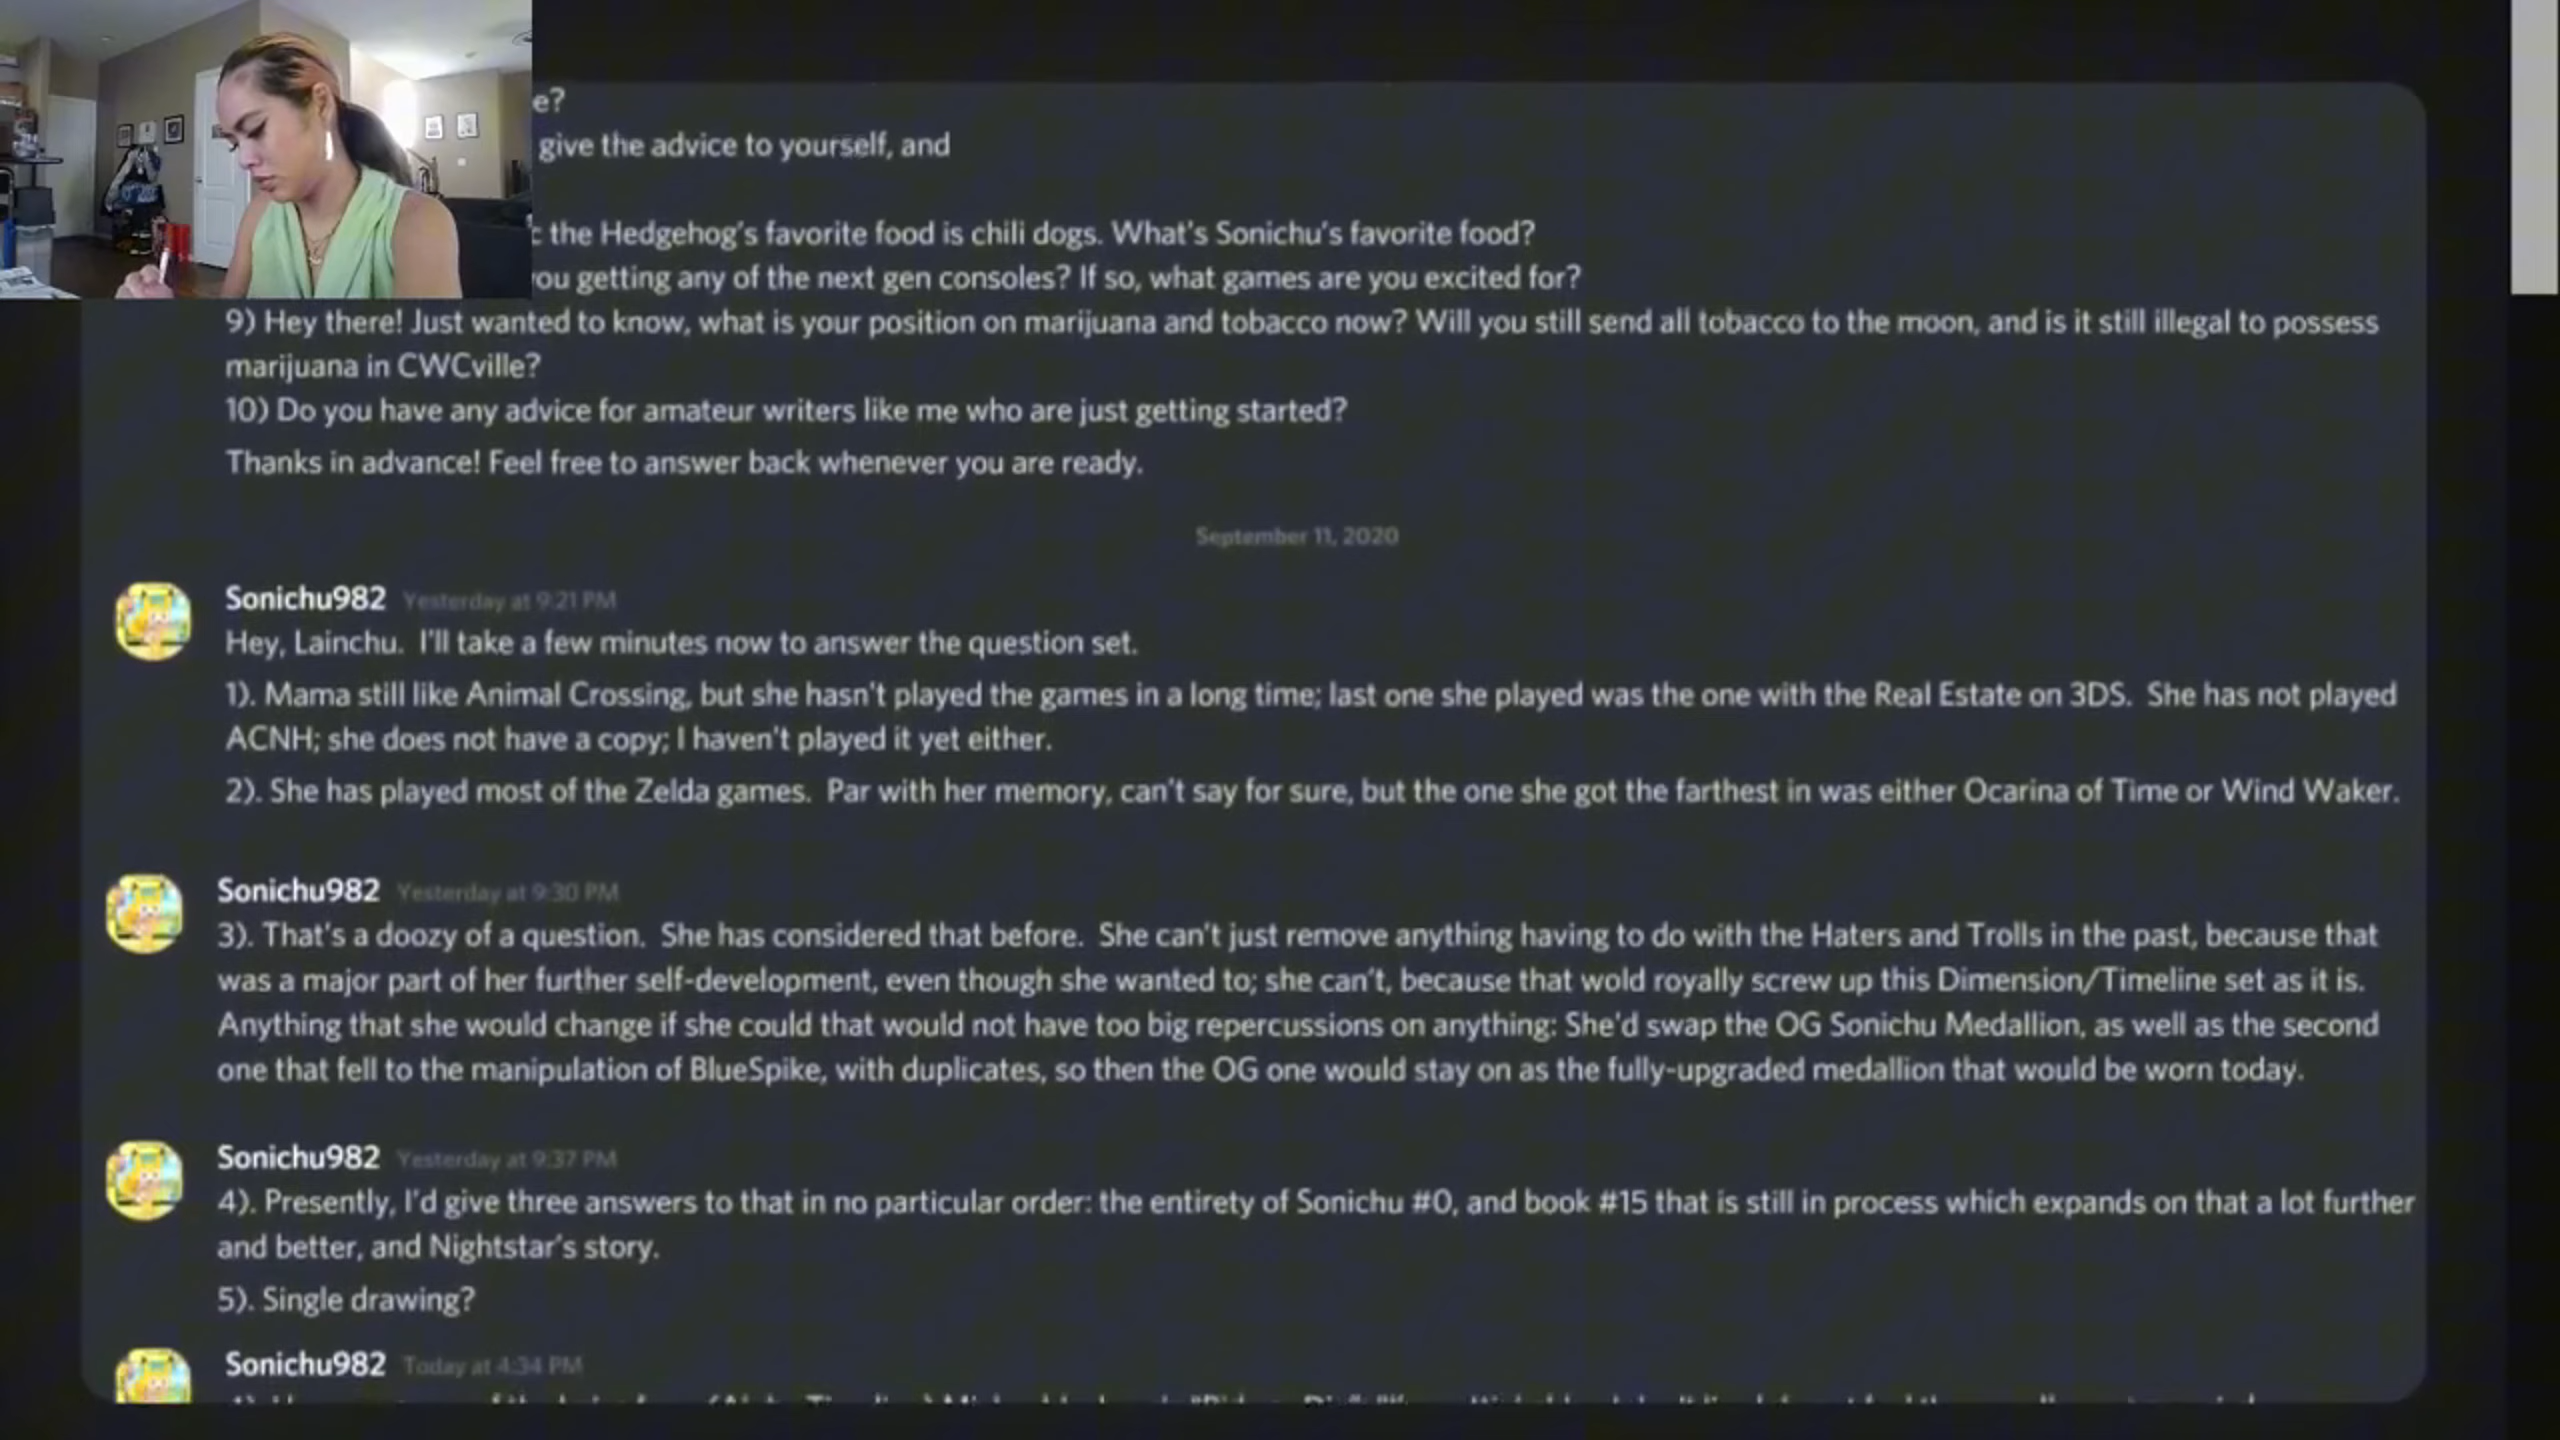 e?
give the advice to yourself, and
the Hedgehog's favorite food is chili dogs. What's Sonichu's favorite food?
you getting any of the next gen consoles? If so, what games are you excited for?
9) Hey there! Just wanted to know, what is your position on marijuana and tobacco now? Will you still send all tobacco to the moon, and is it still illegal to possess
marijuana in CWCville?
10) Do you have any advice for amateur writers like me who are just getting started?
Thanks in advance! Feel free to answer back whenever you are ready.
September 11, 2020
Sonichu982 Yesterday at 9:21 PM
Hey, Lainchu. I'll take a few minutes now to answer the question set.
1). Mama still like Animal Crossing, but she hasn't played the games in a long time; last one she played was the one with the Real Estate on 3DS. She has not played
ACNH; she does not have a copy; I haven't played it yet either.
2). She has played most of the Zelda games. Par with her memory, can't say for sure, but the one she got the farthest in was either Ocarina of Time or Wind Waker.
Sonichu982 Yesterday at 9:30 PM
3). That's a doozy of a question. She has considered that before. She can't just remove anything having to do with the Haters and Trolls in the past, because that
was a major part of her further self-development, even though she wanted to; she can't, because that wold royally screw up this Dimension/Timeline set as it is.
Anything that she would change if she could that would not have too big repercussions on anything: She'd swap the OG Sonichu Medallion, as well as the second
one that fell to the manipulation of BlueSpike, with duplicates, so then the OG one would stay on as the fully-upgraded medallion that would be worn today.
Sonichu982 Yesterday at 9:37 PM
4). Presently, I'd give three answers to that in no particular order: the entirety of Sonichu #0, and book #15 that is still in process which expands on that a lot further
and better, and Nightstar's story.
5). Single drawing?
Sonichu982 Today at 4:34 PM